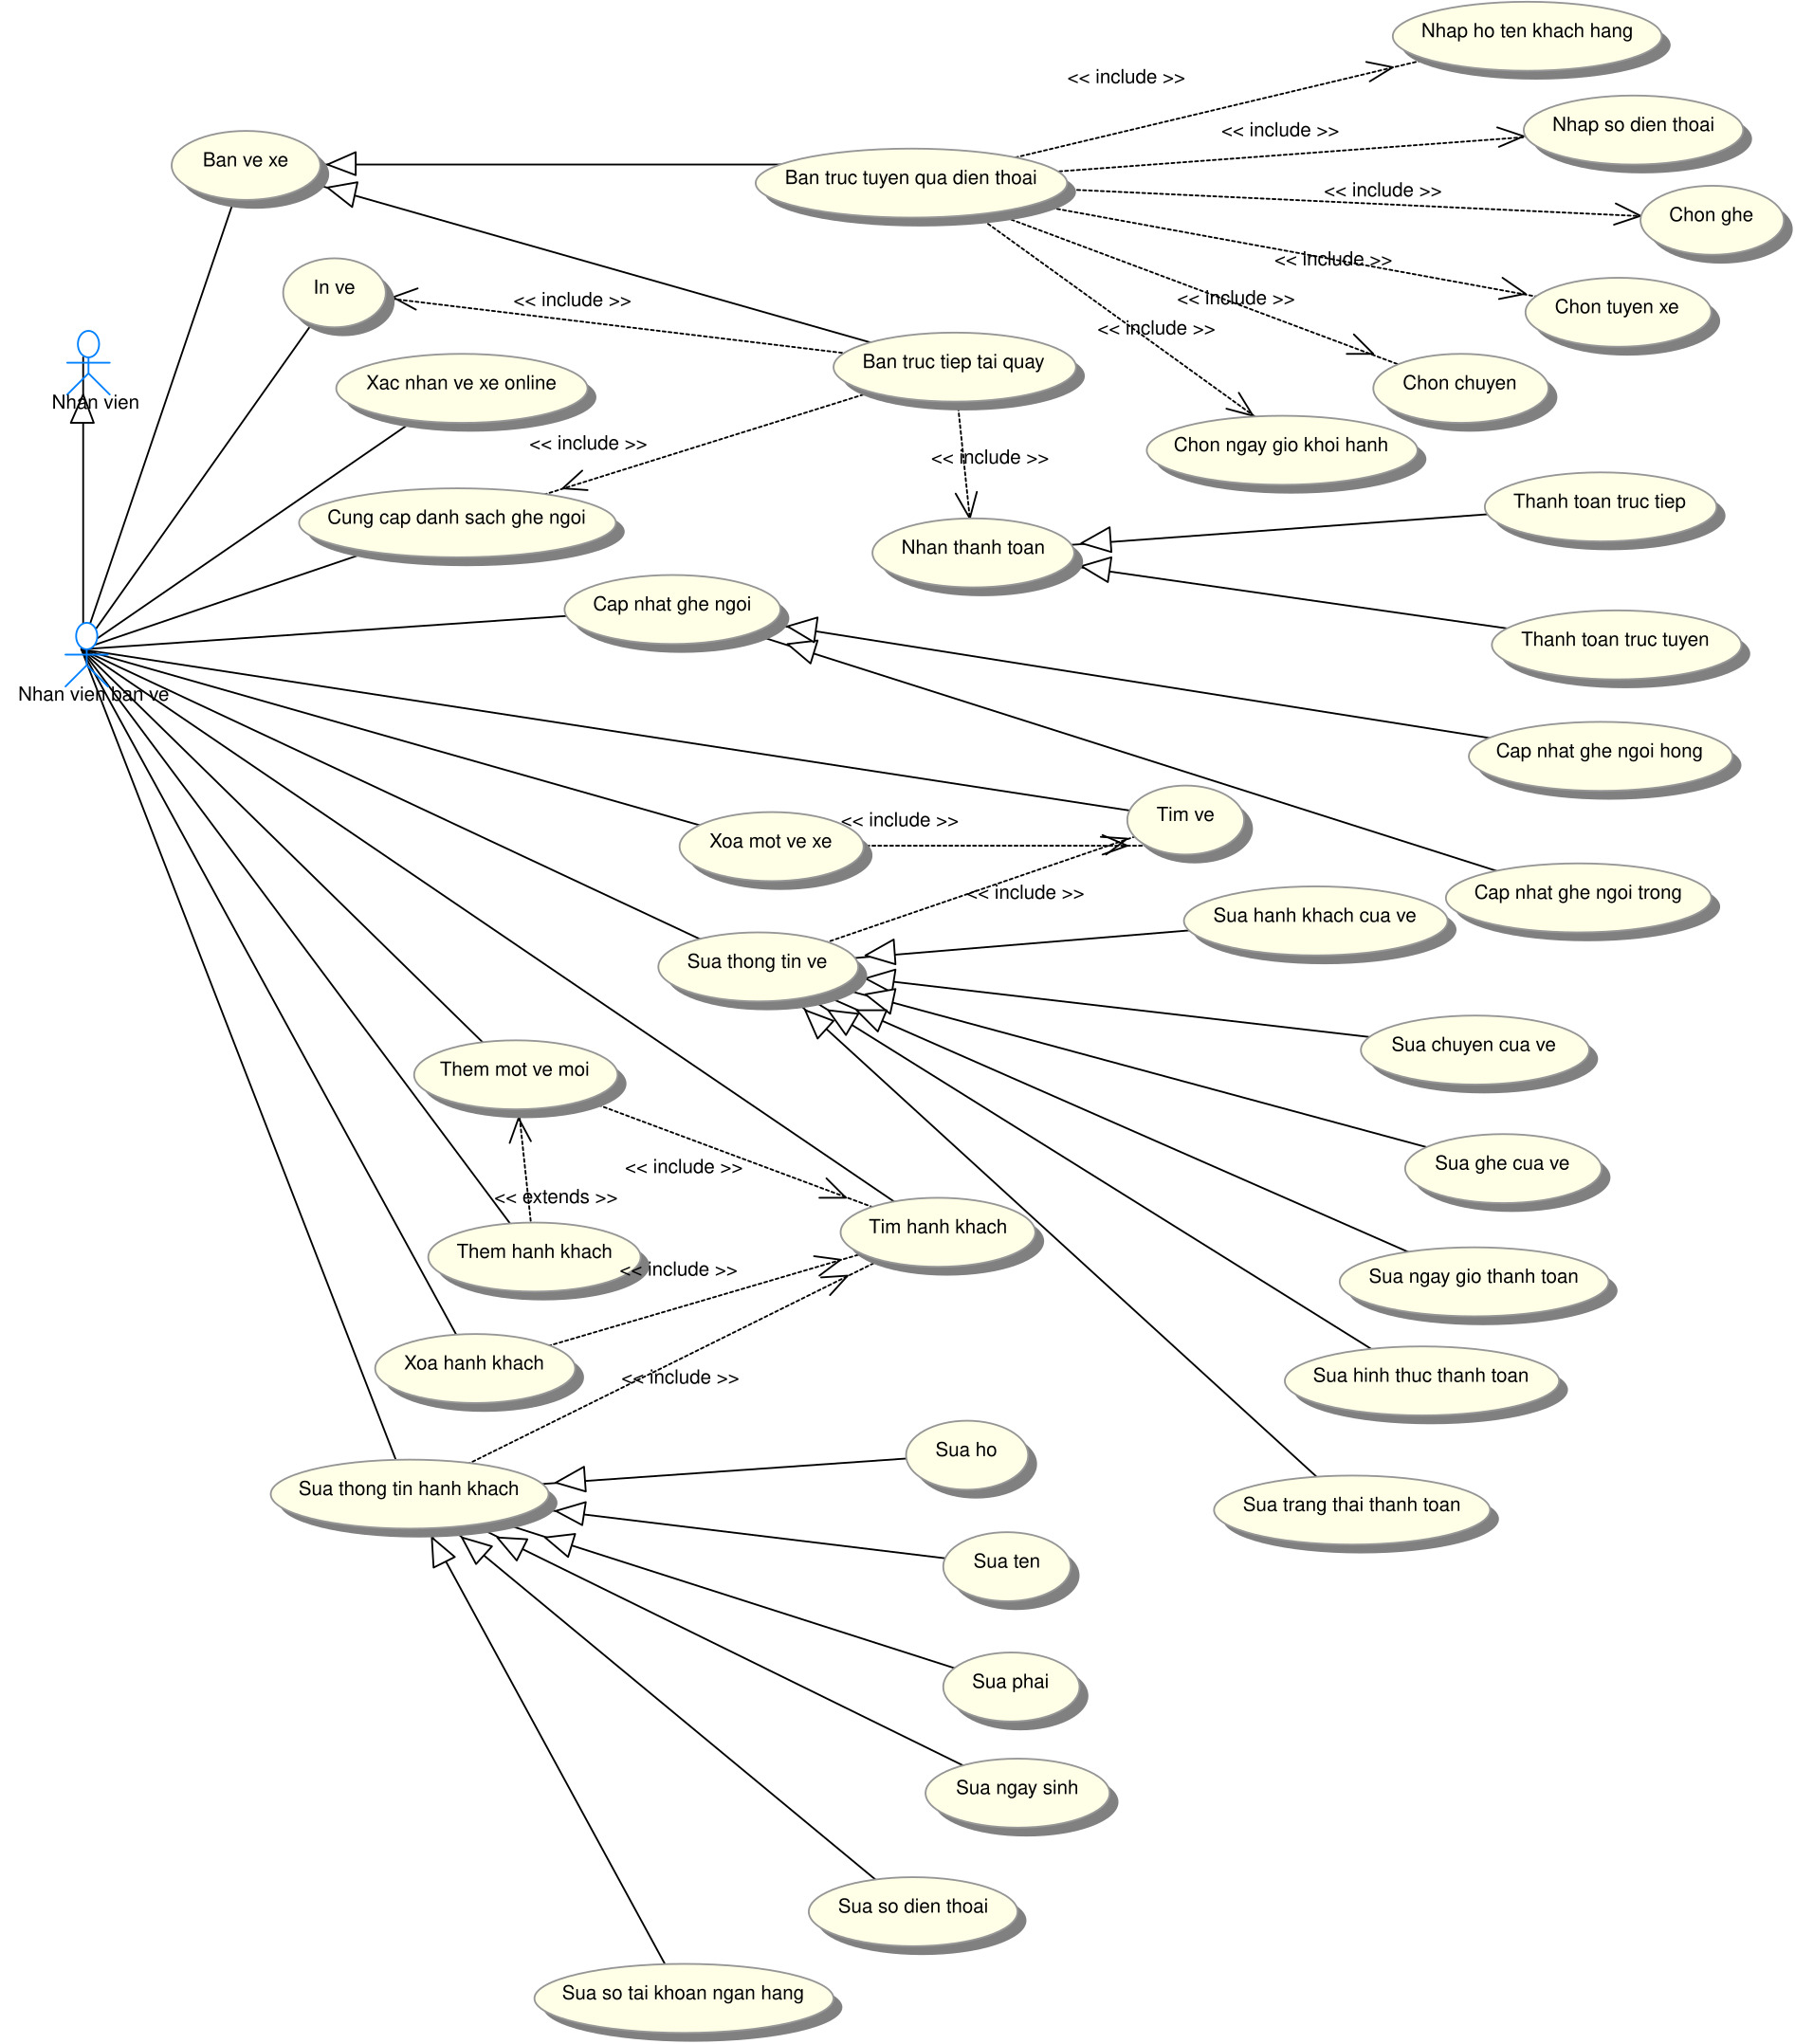 Nhap ho ten khach hang
<< include >>
Nhap so dien thoai
<< include >>
Ban ve xe
Ban truc tuyen qua dien thoai
<< include >>
Chon ghe
<< include >>
In ve
<< include >>
<< include >>
Chon tuyen xe
<< include >>
Ban truc tiep tai quay
Xac nhan ve xe online
Chon chuyen
Nhan vien
<< include >>
Chon ngay gio khoi hanh
<< include >>
Thanh toan truc tiep
Cung cap danh sach ghe ngoi
Nhan thanh toan
Cap nhat ghe ngoi
Thanh toan truc tuyen
Nhan vien ban ve
Cap nhat ghe ngoi hong
Tim ve
<< include >>
Xoa mot ve xe
<< include >>
Cap nhat ghe ngoi trong
Sua hanh khach cua ve
Sua thong tin ve
Sua chuyen cua ve
Them mot ve moi
<< include >>
Sua ghe cua ve
<< extends >>
Tim hanh khach
Them hanh khach
<< include >>
Sua ngay gio thanh toan
Xoa hanh khach
<< include >>
Sua hinh thuc thanh toan
Sua ho
Sua thong tin hanh khach
Sua trang thai thanh toan
Sua ten
Sua phai
Sua ngay sinh
Sua so dien thoai
Sua so tai khoan ngan hang